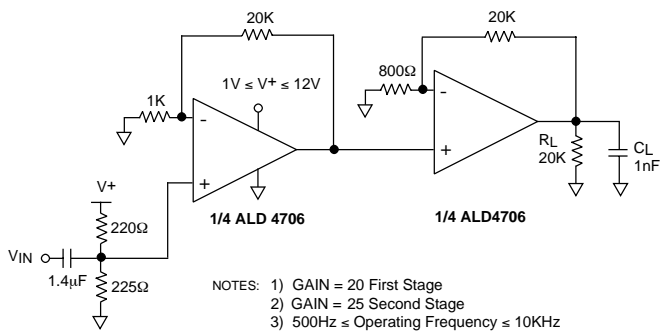 20K
20K
1V ≤ V+ ≤ 12V
800Ω
1K
-
-
+
+
RL
20K
CL
1nF
V+
1/4 ALD 4706
1/4 ALD4706
220Ω
VIN
1.4µF
225Ω
NOTES: 1) GAIN = 20 First Stage
2) GAIN = 25 Second Stage
3) 500Hz ≤ Operating Frequency ≤ 10KHz